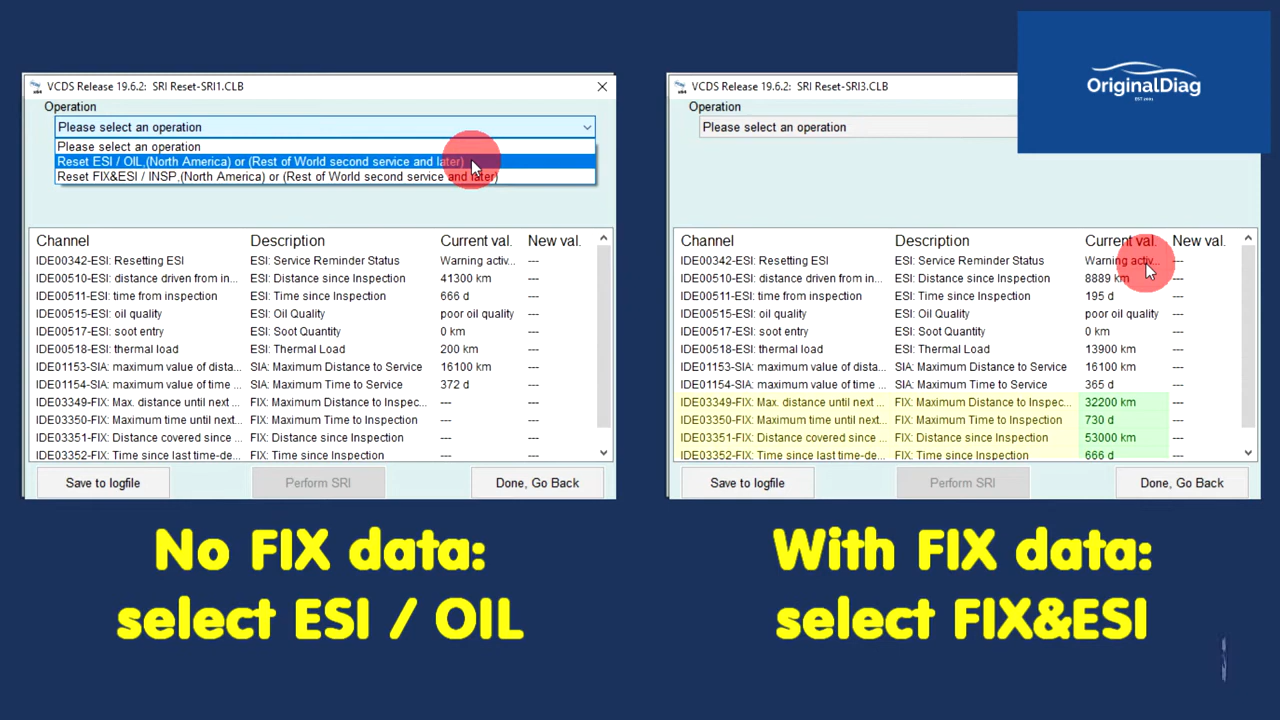 VCDS Release 19.6.2: SRI Reset-SRI1.CLB
Operation
Please select an operation
Please select an operation
Reset ESI / OIL,(North America) or (Rest of World second service and later)
Reset FIX&ESI / INSP,(North America) or (Rest of World second service and later)
Channel Description Current val. New val.
IDE00342-ESI: Resetting ESI ESI: Service Reminder Status Warning activ... ---
IDE00510-ESI: distance driven from in... ESI: Distance since Inspection 41300 km ---
IDE00511-ESI: time from inspection ESI: Time since Inspection 666 d ---
IDE00515-ESI: oil quality ESI: Oil Quality poor oil quality ---
IDE00517-ESI: soot entry ESI: Soot Quantity 0 km ---
IDE00518-ESI: thermal load ESI: Thermal Load 200 km ---
IDE01153-SIA: maximum value of dista... SIA: Maximum Distance to Service 16100 km ---
IDE01154-SIA: maximum value of time ... SIA: Maximum Time to Service 372 d ---
IDE03349-FIX: Max. distance until next ... FIX: Maximum Distance to Inspec... --- ---
IDE03350-FIX: Maximum time until next... FIX: Maximum Time to Inspection --- ---
IDE03351-FIX: Distance covered since ... FIX: Distance since Inspection --- ---
IDE03352-FIX: Time since last time-de... FIX: Time since Inspection --- ---
Save to logfile Perform SRI Done, Go Back
No FIX data:
select ESI / OIL
VCDS Release 19.6.2: SRI Reset-SRI3.CLB
Operation
Please select an operation
OriginalDiag
EST 2001
Channel Description Current val. New val.
IDE00342-ESI: Resetting ESI ESI: Service Reminder Status Warning activ... ---
IDE00510-ESI: distance driven from in... ESI: Distance since Inspection 8889 km ---
IDE00511-ESI: time from inspection ESI: Time since Inspection 195 d ---
IDE00515-ESI: oil quality ESI: Oil Quality poor oil quality ---
IDE00517-ESI: soot entry ESI: Soot Quantity 0 km ---
IDE00518-ESI: thermal load ESI: Thermal Load 13900 km ---
IDE01153-SIA: maximum value of dista... SIA: Maximum Distance to Service 16100 km ---
IDE01154-SIA: maximum value of time ... SIA: Maximum Time to Service 365 d ---
IDE03349-FIX: Max. distance until next ... FIX: Maximum Distance to Inspec... 32200 km ---
IDE03350-FIX: Maximum time until next... FIX: Maximum Time to Inspection 730 d ---
IDE03351-FIX: Distance covered since ... FIX: Distance since Inspection 53000 km ---
IDE03352-FIX: Time since last time-de... FIX: Time since Inspection 666 d ---
Save to logfile Perform SRI Done, Go Back
With FIX data:
select FIX&ESI